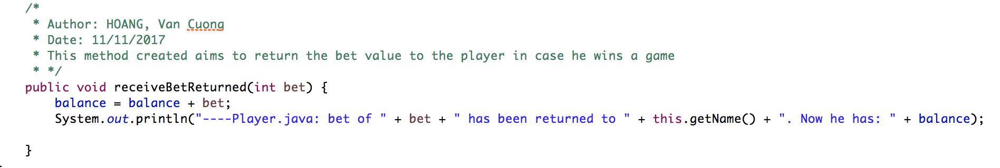 /*
 * Author: HOANG, Van Cuong
 * Date: 11/11/2017
 * This method created aims to return the bet value to the player in case he wins a game
 * */
public void receiveBetReturned(int bet) {
    balance = balance + bet;
    System.out.println("----Player.java: bet of " + bet + " has been returned to " + this.getName() + ". Now he has: " + balance);
}